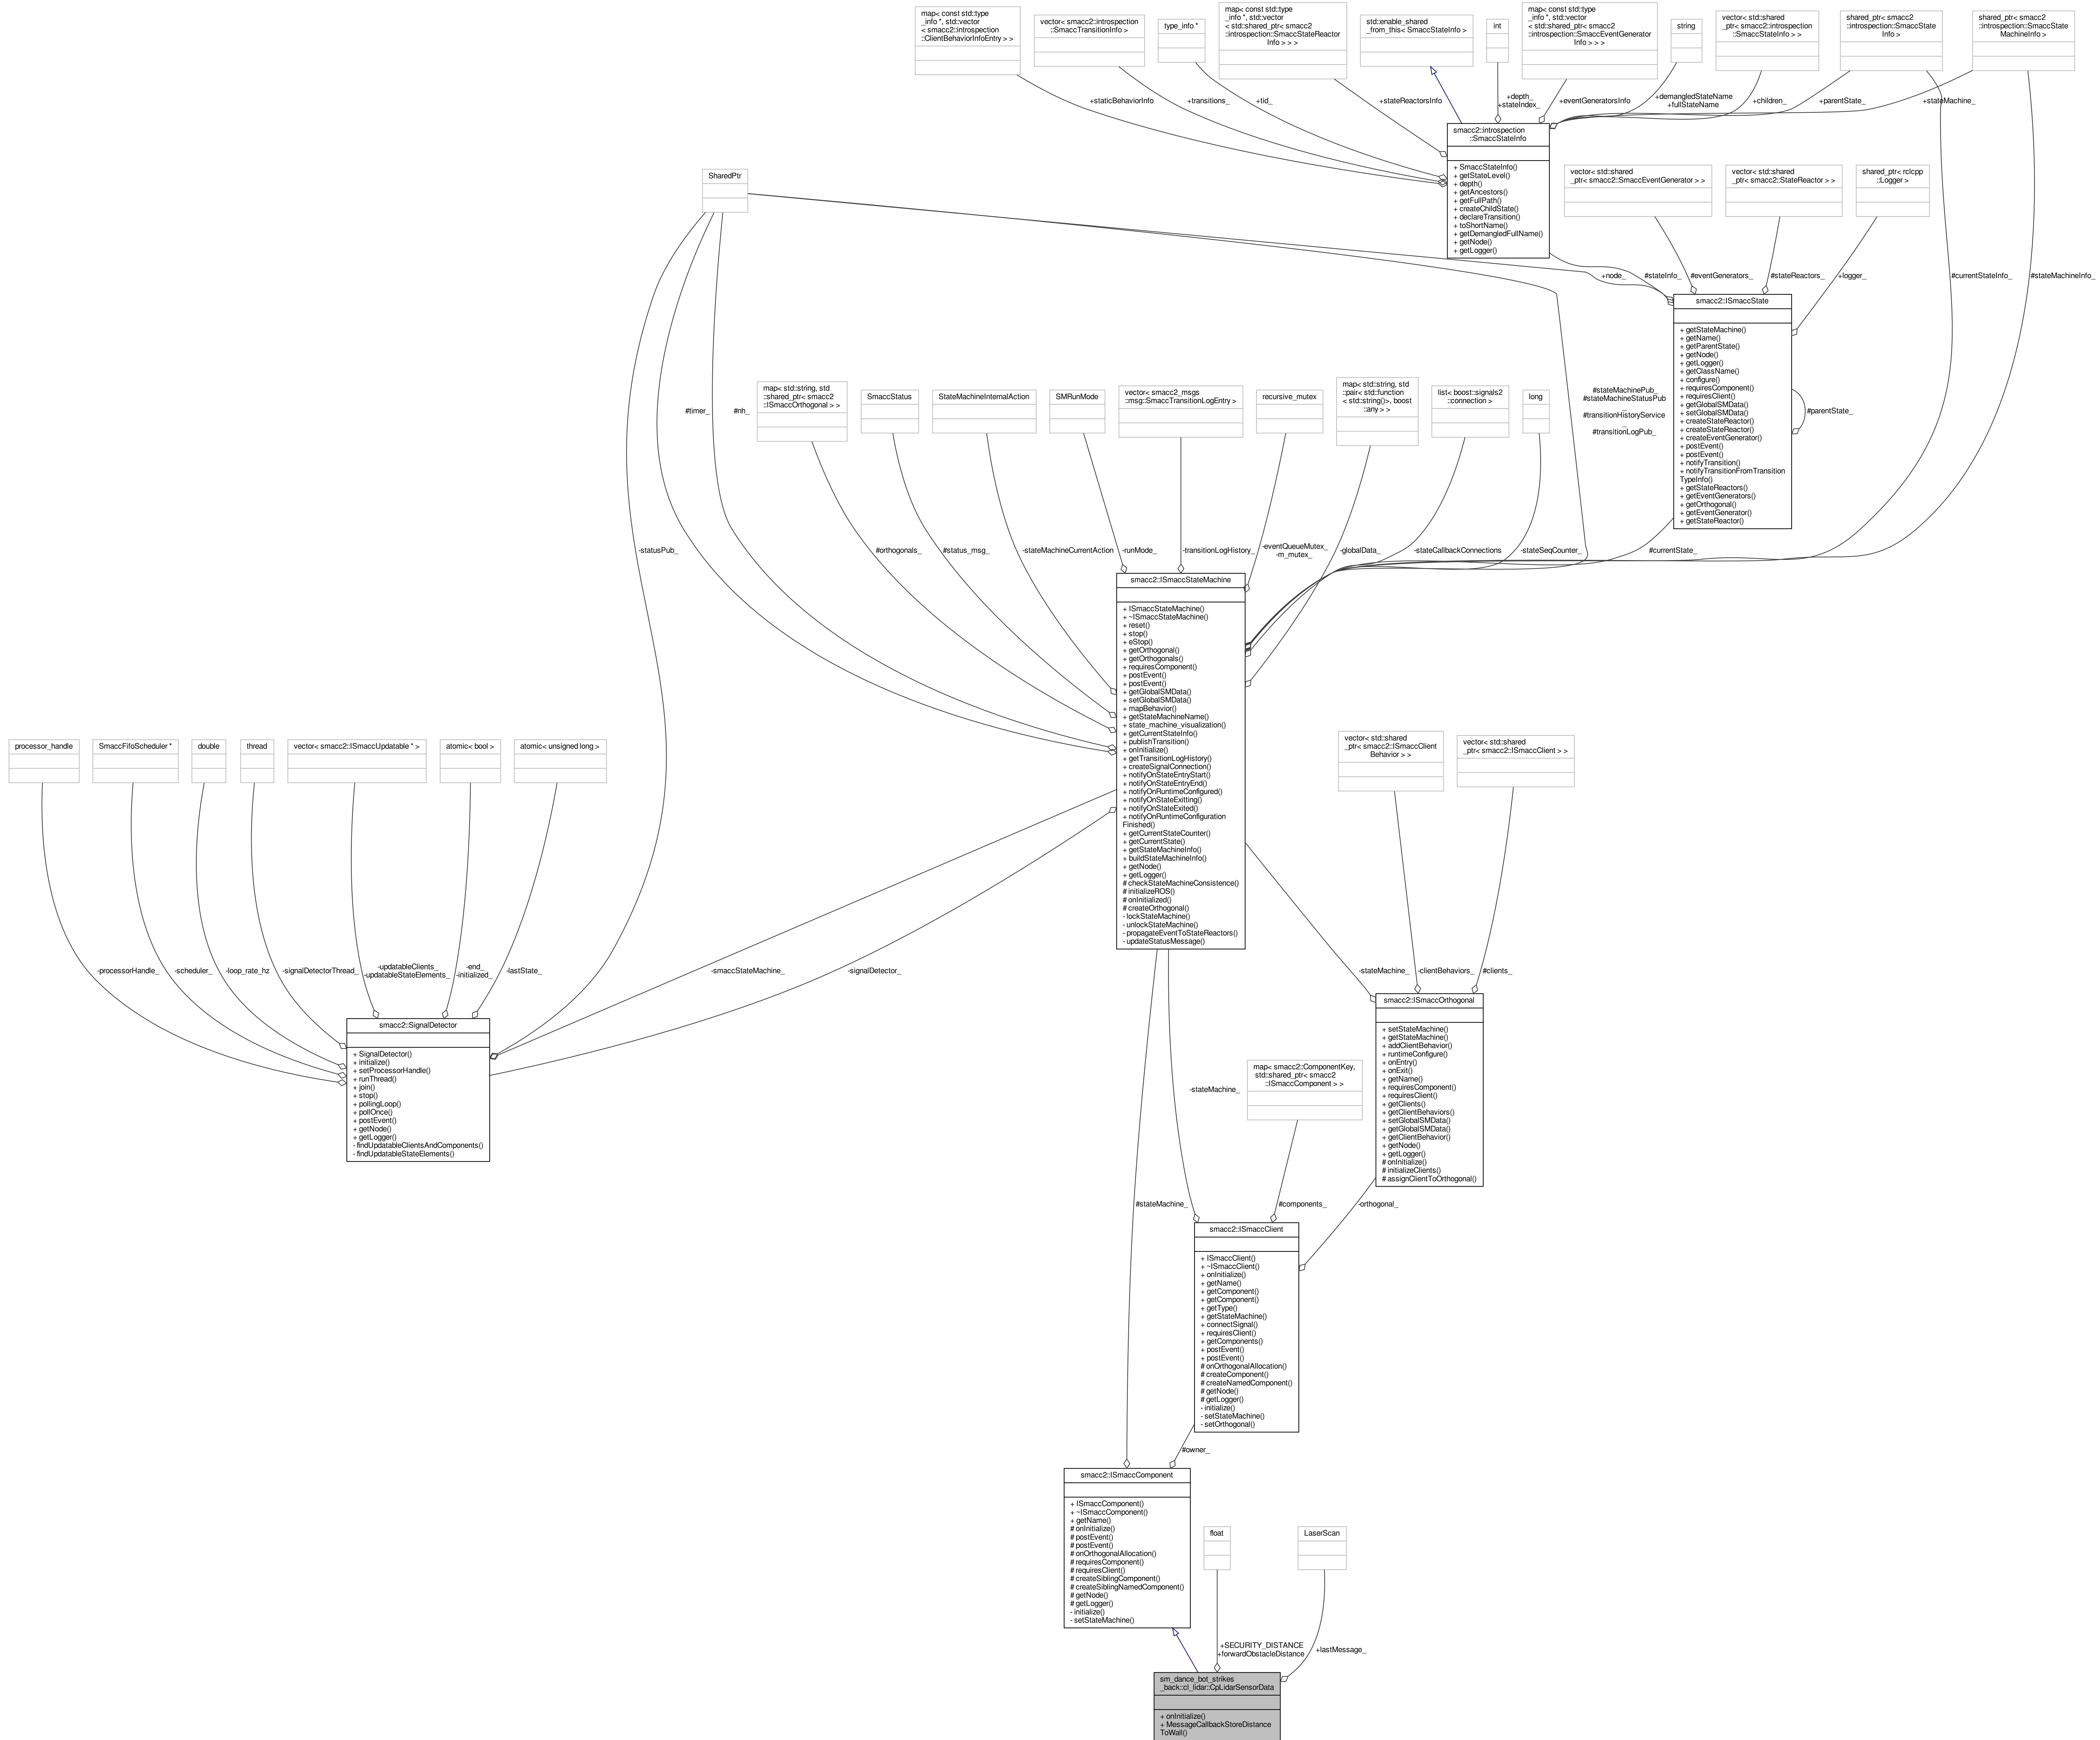 map< const std::type
_info *, std::vector
< smacc2::introspection
::ClientBehaviorInfoEntry > >
vector< smacc2::introspection
::SmaccTransitionInfo >
type_info *
map< const std::type
_info *, std::vector
< std::shared_ptr< smacc2
::introspection::SmaccStateReactor
Info > > >
std::enable_shared
_from_this< SmaccStateInfo >
int
map< const std::type
_info *, std::vector
< std::shared_ptr< smacc2
::introspection::SmaccEventGenerator
Info > > >
string
vector< std::shared
_ptr< smacc2::introspection
::SmaccStateInfo > >
shared_ptr< smacc2
::introspection::SmaccState
Info >
shared_ptr< smacc2
::introspection::SmaccState
MachineInfo >
+staticBehaviorInfo
+transitions_
+tid_
+stateReactorsInfo
+depth_
+stateIndex_
+eventGeneratorsInfo
+demangledStateName
+fullStateName
+children_
+parentState_
+stateMachine_
smacc2::introspection
::SmaccStateInfo
+ SmaccStateInfo()
+ getStateLevel()
+ depth()
+ getAncestors()
+ getFullPath()
+ createChildState()
+ declareTransition()
+ toShortName()
+ getDemangledFullName()
+ getNode()
+ getLogger()
SharedPtr
vector< std::shared
_ptr< smacc2::SmaccEventGenerator > >
vector< std::shared
_ptr< smacc2::StateReactor > >
shared_ptr< rclcpp
::Logger >
+node_
#stateInfo_
#eventGenerators_
#stateReactors_
+logger_
#currentStateInfo_
#stateMachineInfo_
smacc2::ISmaccState
+ getStateMachine()
+ getName()
+ getParentState()
+ getNode()
+ getLogger()
+ getClassName()
+ configure()
+ requiresComponent()
+ requiresClient()
+ getGlobalSMData()
+ setGlobalSMData()
+ createStateReactor()
+ createStateReactor()
+ createEventGenerator()
+ postEvent()
+ postEvent()
+ notifyTransition()
+ notifyTransitionFromTransition
TypeInfo()
+ getStateReactors()
+ getEventGenerators()
+ getOrthogonal()
+ getEventGenerator()
+ getStateReactor()
#parentState_
#timer_
#nh_
map< std::string, std
::shared_ptr< smacc2
::ISmaccOrthogonal > >
SmaccStatus
StateMachineInternalAction
SMRunMode
vector< smacc2_msgs
::msg::SmaccTransitionLogEntry >
recursive_mutex
map< std::string, std
::pair< std::function
< std::string()>, boost
::any > >
list< boost::signals2
::connection >
long
#stateMachinePub_
#stateMachineStatusPub
_
#transitionHistoryService
_
#transitionLogPub_
-statusPub_
#orthogonals_
#status_msg_
-stateMachineCurrentAction
-runMode_
-transitionLogHistory_
-eventQueueMutex_
-m_mutex_
-globalData_
-stateCallbackConnections
-stateSeqCounter_
#currentState_
smacc2::ISmaccStateMachine
+ ISmaccStateMachine()
+ ~ISmaccStateMachine()
+ reset()
+ stop()
+ eStop()
+ getOrthogonal()
+ getOrthogonals()
+ requiresComponent()
+ postEvent()
+ postEvent()
+ getGlobalSMData()
+ setGlobalSMData()
+ mapBehavior()
+ getStateMachineName()
+ state_machine_visualization()
+ getCurrentStateInfo()
+ publishTransition()
+ onInitialize()
+ getTransitionLogHistory()
+ createSignalConnection()
+ notifyOnStateEntryStart()
+ notifyOnStateEntryEnd()
+ notifyOnRuntimeConfigured()
+ notifyOnStateExitting()
+ notifyOnStateExited()
+ notifyOnRuntimeConfiguration
Finished()
+ getCurrentStateCounter()
+ getCurrentState()
+ getStateMachineInfo()
+ buildStateMachineInfo()
+ getNode()
+ getLogger()
# checkStateMachineConsistence()
# initializeROS()
# onInitialized()
# createOrthogonal()
- lockStateMachine()
- unlockStateMachine()
- propagateEventToStateReactors()
- updateStatusMessage()
processor_handle
SmaccFifoScheduler *
double
thread
vector< smacc2::ISmaccUpdatable * >
atomic< bool >
atomic< unsigned long >
vector< std::shared
_ptr< smacc2::ISmaccClient
Behavior > >
vector< std::shared
_ptr< smacc2::ISmaccClient > >
-processorHandle_
-scheduler_
-loop_rate_hz
-signalDetectorThread_
-updatableClients_
-updatableStateElements_
-end_
-initialized_
-lastState_
-smaccStateMachine_
-signalDetector_
-stateMachine_
-clientBehaviors_
#clients_
smacc2::SignalDetector
+ SignalDetector()
+ initialize()
+ setProcessorHandle()
+ runThread()
+ join()
+ stop()
+ pollingLoop()
+ pollOnce()
+ postEvent()
+ getNode()
+ getLogger()
- findUpdatableClientsAndComponents()
- findUpdatableStateElements()
smacc2::ISmaccOrthogonal
+ setStateMachine()
+ getStateMachine()
+ addClientBehavior()
+ runtimeConfigure()
+ onEntry()
+ onExit()
+ getName()
+ requiresComponent()
+ requiresClient()
+ getClients()
+ getClientBehaviors()
+ setGlobalSMData()
+ getGlobalSMData()
+ getClientBehavior()
+ getNode()
+ getLogger()
# onInitialize()
# initializeClients()
# assignClientToOrthogonal()
map< smacc2::ComponentKey,
std::shared_ptr< smacc2
::ISmaccComponent > >
-stateMachine_
#stateMachine_
#components_
-orthogonal_
smacc2::ISmaccClient
+ ISmaccClient()
+ ~ISmaccClient()
+ onInitialize()
+ getName()
+ getComponent()
+ getComponent()
+ getType()
+ getStateMachine()
+ connectSignal()
+ requiresClient()
+ getComponents()
+ postEvent()
+ postEvent()
# onOrthogonalAllocation()
# createComponent()
# createNamedComponent()
# getNode()
# getLogger()
- initialize()
- setStateMachine()
- setOrthogonal()
#owner_
smacc2::ISmaccComponent
+ ISmaccComponent()
+ ~ISmaccComponent()
+ getName()
# onInitialize()
# postEvent()
# postEvent()
# onOrthogonalAllocation()
# requiresComponent()
# requiresClient()
# createSiblingComponent()
# createSiblingNamedComponent()
# getNode()
# getLogger()
- initialize()
- setStateMachine()
float
LaserScan
+SECURITY_DISTANCE
+forwardObstacleDistance
+lastMessage_
sm_dance_bot_strikes
_back::cl_lidar::CpLidarSensorData
+ onInitialize()
+ MessageCallbackStoreDistance
ToWall()